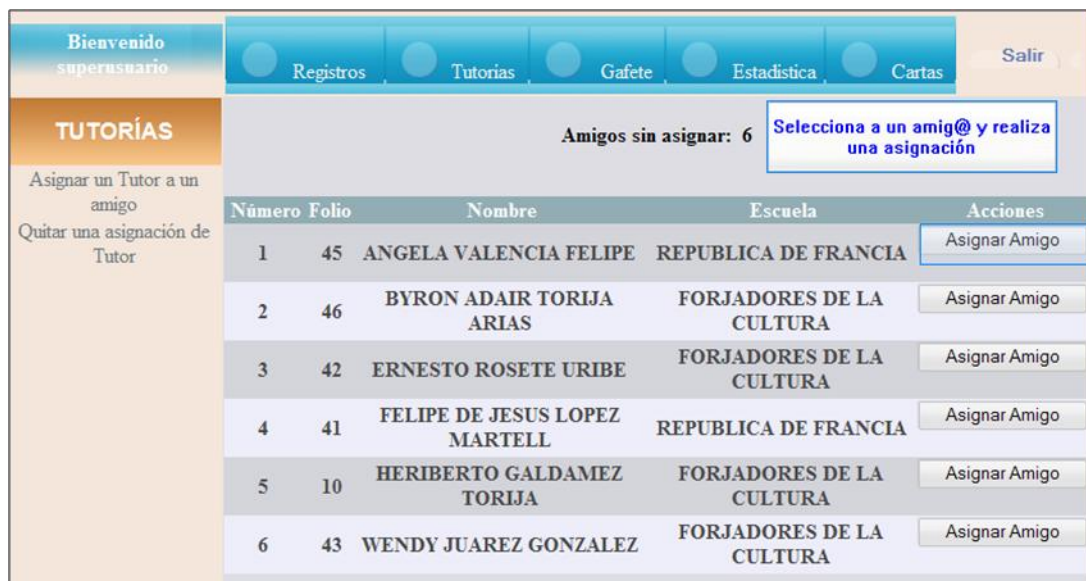 Bienvenido
superusuario
Registros Tutorias Gafete Estadistica Cartas Salir
TUTORÍAS
Asignar un Tutor a un
amigo
Quitar una asignación de
Tutor
Amigos sin asignar: 6
Selecciona a un amig@ y realiza
una asignación
Número Folio Nombre Escuela Acciones
1 45 ANGELA VALENCIA FELIPE REPUBLICA DE FRANCIA Asignar Amigo
2 46 BYRON ADAIR TORIJA FORJADORES DE LA Asignar Amigo
ARIAS CULTURA
3 42 ERNESTO ROSETE URIBE FORJADORES DE LA Asignar Amigo
CULTURA
4 41 FELIPE DE JESUS LOPEZ REPUBLICA DE FRANCIA Asignar Amigo
MARTELL
5 10 HERIBERTO GALDAMEZ FORJADORES DE LA Asignar Amigo
TORIJA CULTURA
6 43 WENDY JUAREZ GONZALEZ FORJADORES DE LA Asignar Amigo
CULTURA